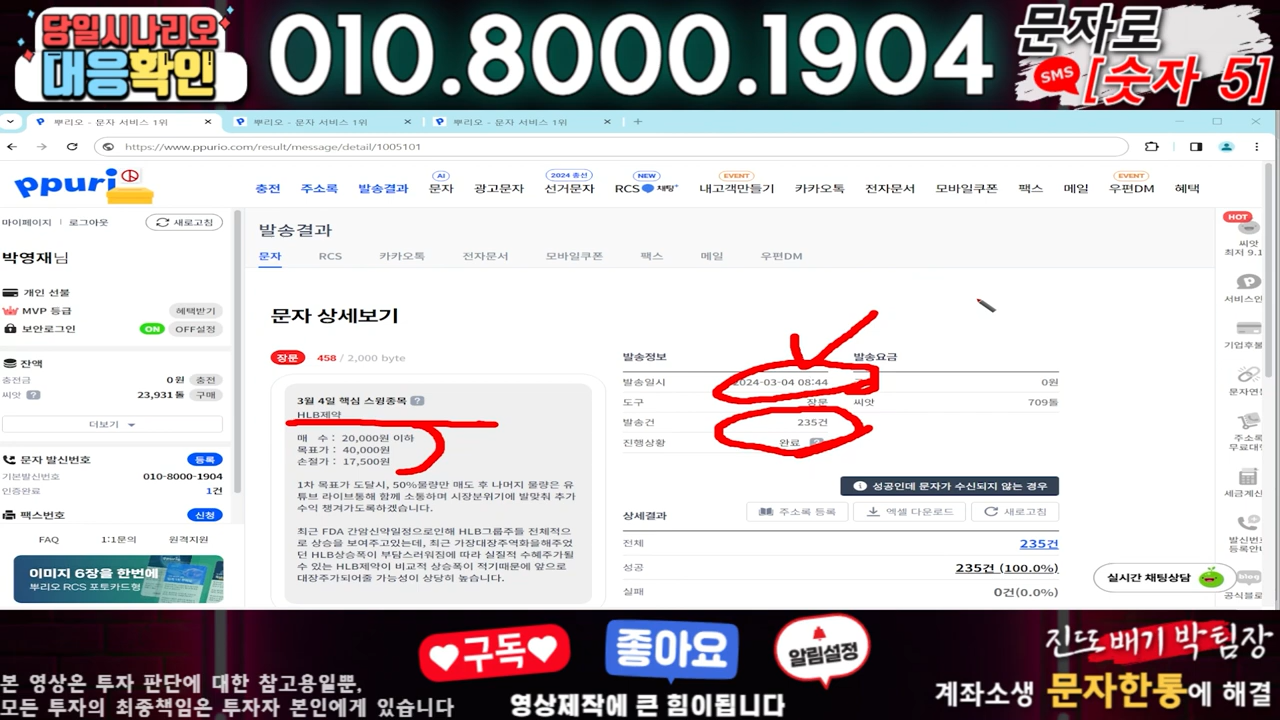 당일시나리오
대응확인
010.8000.1904
문자로
SMS [숫자 5]
뿌리오 - 문자 서비스 1위
뿌리오 - 문자 서비스 1위
뿌리오 - 문자 서비스 1위
https://www.ppurio.com/result/message/detail/1005101
ppuri
충전
주소록
발송결과
AI
문자
광고문자
2024 총선
선거문자
NEW
RCS 채팅+
EVENT
내고객만들기
카카오톡
전자문서
모바일쿠폰
팩스
메일
EVENT
우편DM
혜택
마이페이지 | 로그아웃
새로고침
박영재님
개인 선불
MVP 등급 혜택받기
보안로그인 ON OFF설정
잔액
충전금 0 원 충전
씨앗 ? 23,931 톨 구매
더보기
문자 발신번호 등록
기본발신번호 010-8000-1904
인증완료 1건
팩스번호 신청
FAQ 1:1문의 원격지원
이미지 6장을 한번에
뿌리오 RCS 포토카드형
발송결과
문자 RCS 카카오톡 전자문서 모바일쿠폰 팩스 메일 우편DM
문자 상세보기
장문 458 / 2,000 byte
3월 4일 핵심 스윙종목 ?
HLB제약
매 수 : 20,000원 이하
목표가 : 40,000원
손절가 : 17,500원
1차 목표가 도달시, 50%물량만 매도 후 나머지 물량은 유
튜브 라이브통해 함께 소통하며 시장분위기에 발맞춰 추가
수익 챙겨가도록하겠습니다.
최근 FDA 간암신약일정으로인해 HLB그룹주들 전체적으
로 상승을 보여주고있는데, 최근 가장대장주역화을해주었
던 HLB상승폭이 부담스러워짐에 따라 실질적 수혜주가될
수 있는 HLB제약이 비교적 상승폭이 적기때문에 앞으로
대장주가되어줄 가능성이 상당히 높습니다.
발송정보
발송일시 2024-03-04 08:44
도구 장문
발송건 235건
진행상황 완료 ?
발송요금
0원
씨앗 709톨
성공인데 문자가 수신되지 않는 경우
상세결과
주소록 등록
엑셀 다운로드
새로고침
전체 235건
성공 235건 (100.0%)
실패 0건(0.0%)
HOT
씨앗
최저 9.1
서비스인
기업후불
문자연
주소록
무료대
세금계산
발신번호
등록안내
blog
공식블로
실시간 채팅상담
본 영상은 투자 판단에 대한 참고용일뿐,
모든 투자의 최종책임은 투자자 본인에게 있습니다
구독
좋아요
알림설정
영상제작에 큰 힘이됩니다
진또배기 박팀장
계좌소생 문자한통에 해결